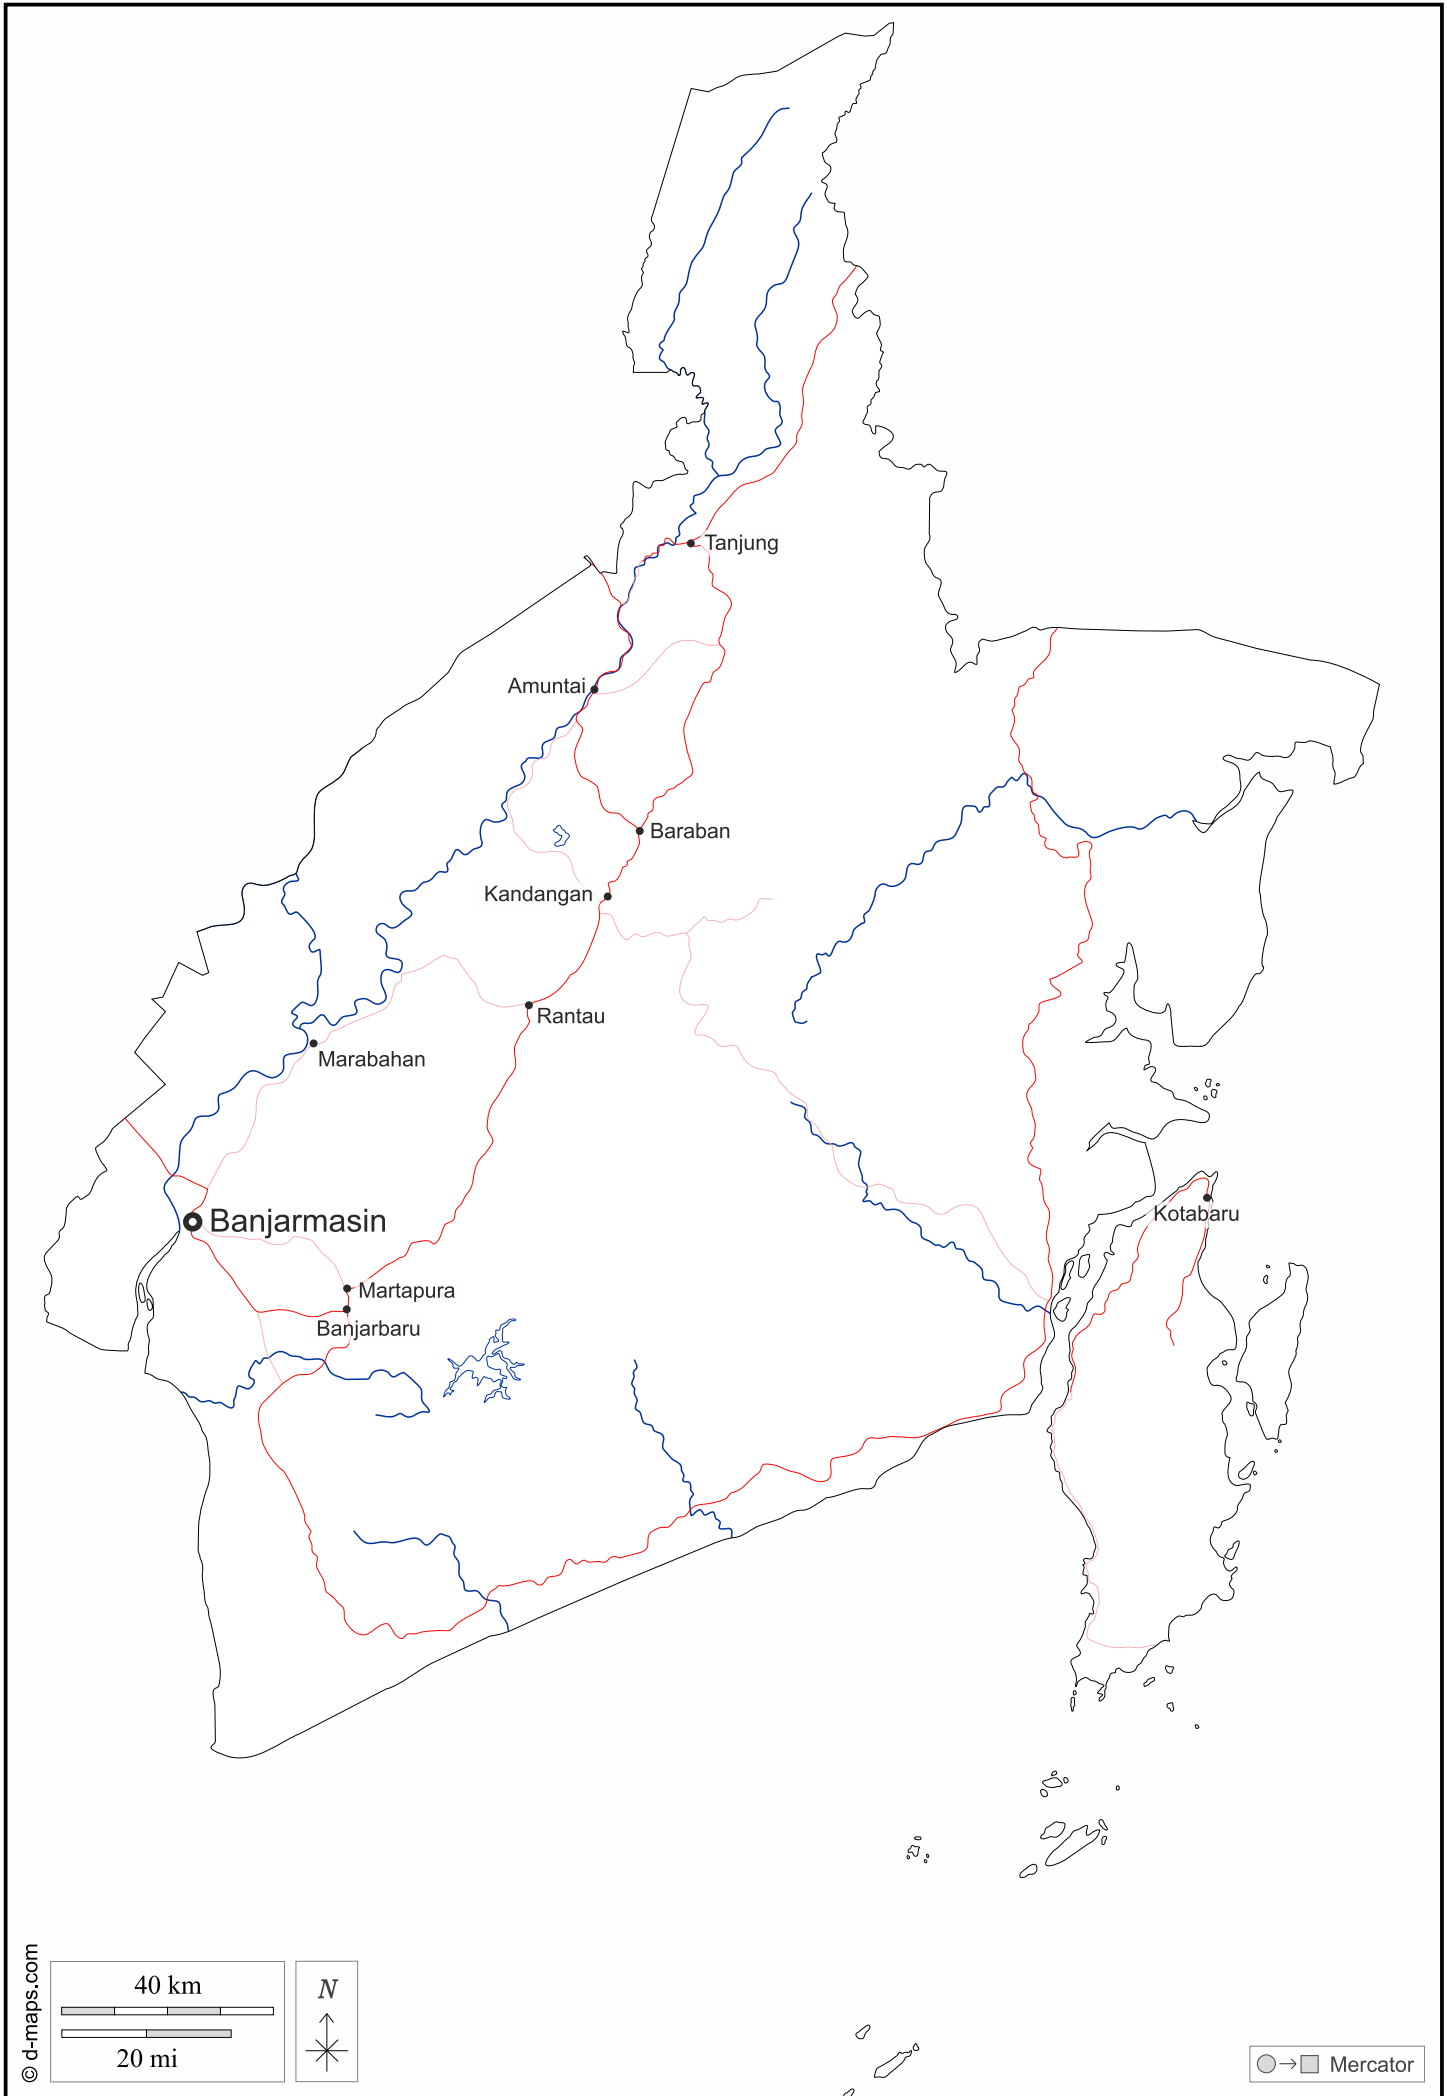 Tanjung
Amuntai
Baraban
Kandangan
Rantau
Marabahan
Banjarmasin
Kotabaru
Martapura
Banjarbaru
© d-maps.com
40 km
20 mi
N
Mercator